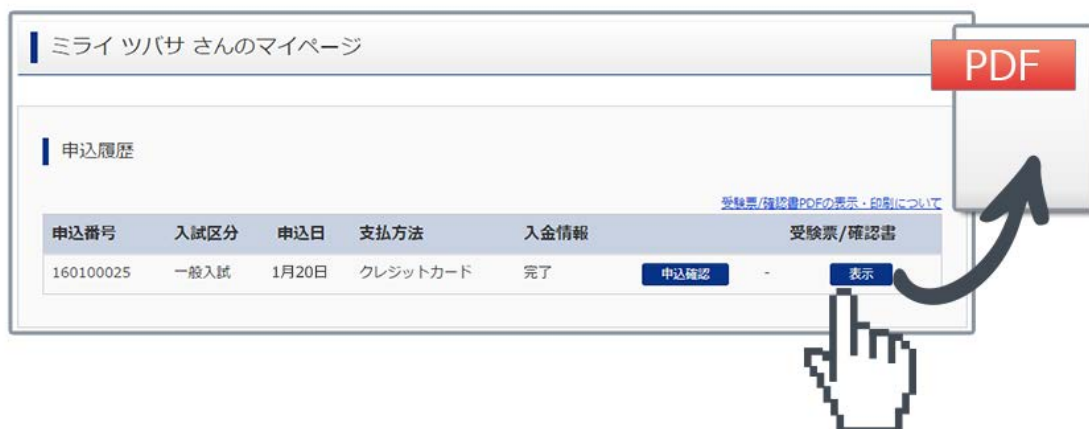 ミライ ツバサ さんのマイページ
PDF
申込履歴
受験票/確認書PDFの表示・印刷について
申込番号 入試区分 申込日 支払方法 入金情報 受験票/確認書
160100025 一般入試 1月20日 クレジットカード 完了 申込確認 - 表示